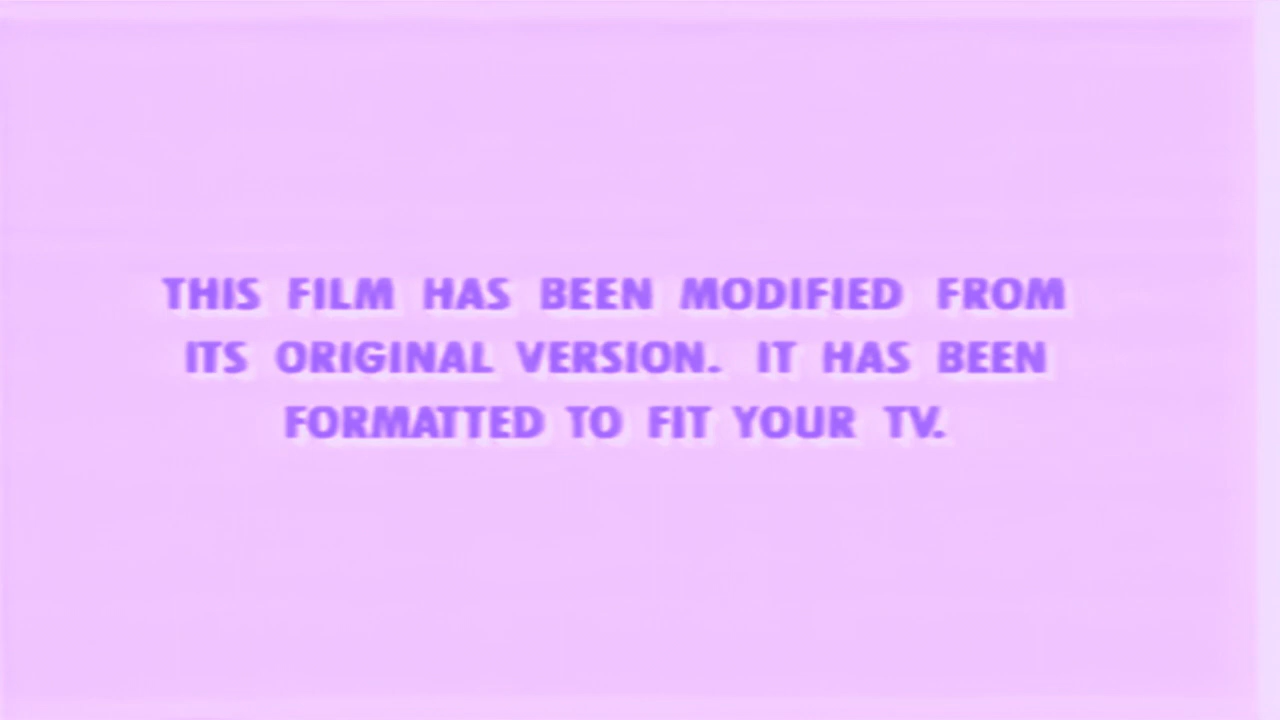 THIS FILM HAS BEEN MODIFIED FROM
ITS ORIGINAL VERSION. IT HAS BEEN
FORMATTED TO FIT YOUR TV.